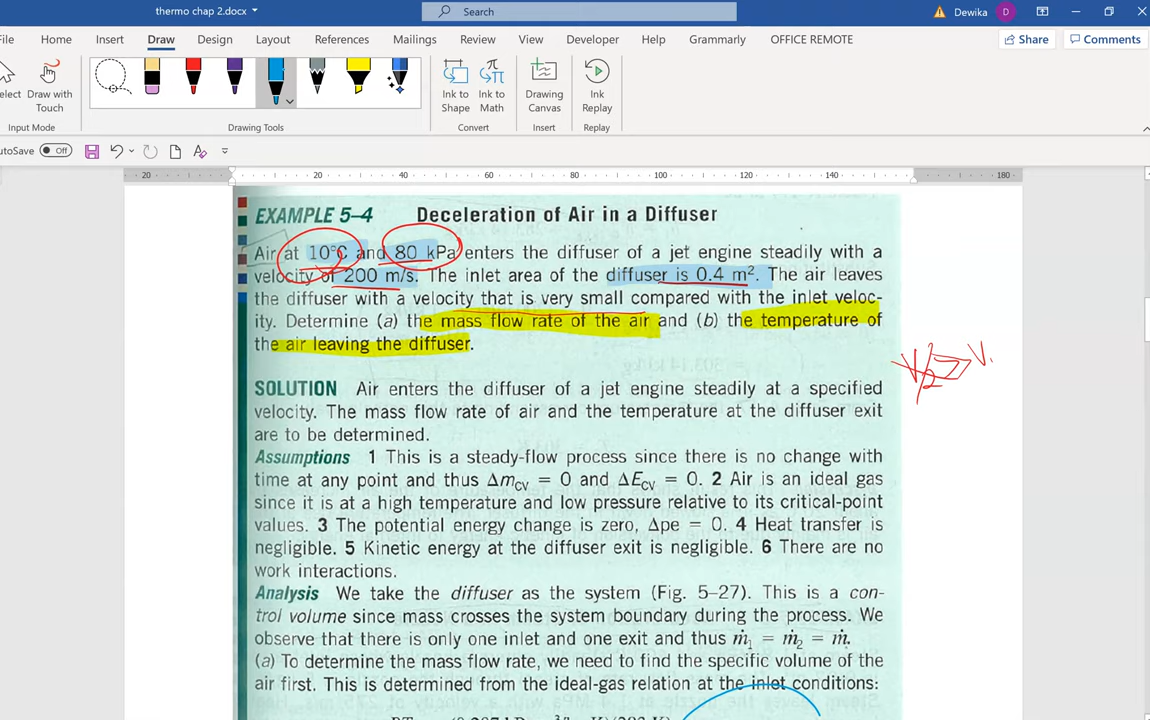 thermo chap 2.docx
Search
Dewika
D
File
Home
Insert
Draw
Design
Layout
References
Mailings
Review
View
Developer
Help
Grammarly
OFFICE REMOTE
Share
Comments
Select
Draw with Touch
Ink to Shape
Ink to Math
Drawing Canvas
Ink Replay
Input Mode
Drawing Tools
Convert
Insert
Replay
AutoSave
Off
20 20 40 60 80 100 120 140 180
EXAMPLE 5–4 Deceleration of Air in a Diffuser
Air at 10°C and 80 kPa enters the diffuser of a jet engine steadily with a
velocity of 200 m/s. The inlet area of the diffuser is 0.4 m². The air leaves
the diffuser with a velocity that is very small compared with the inlet veloc-
ity. Determine (a) the mass flow rate of the air and (b) the temperature of
the air leaving the diffuser.
SOLUTION Air enters the diffuser of a jet engine steadily at a specified
velocity. The mass flow rate of air and the temperature at the diffuser exit
are to be determined.
Assumptions 1 This is a steady-flow process since there is no change with
time at any point and thus ΔmCV = 0 and ΔECV = 0. 2 Air is an ideal gas
since it is at a high temperature and low pressure relative to its critical-point
values. 3 The potential energy change is zero, Δpe = 0. 4 Heat transfer is
negligible. 5 Kinetic energy at the diffuser exit is negligible. 6 There are no
work interactions.
Analysis We take the diffuser as the system (Fig. 5–27). This is a con-
trol volume since mass crosses the system boundary during the process. We
observe that there is only one inlet and one exit and thus ṁ₁ = ṁ₂ = ṁ.
(a) To determine the mass flow rate, we need to find the specific volume of the
air first. This is determined from the ideal-gas relation at the inlet conditions: